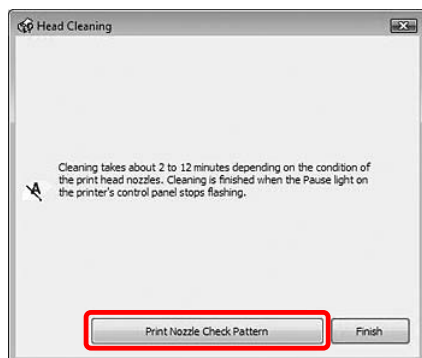 Head Cleaning
Cleaning takes about 2 to 12 minutes depending on the condition of
the print head nozzles. Cleaning is finished when the Pause light on
the printer's control panel stops flashing.
Print Nozzle Check Pattern Finish